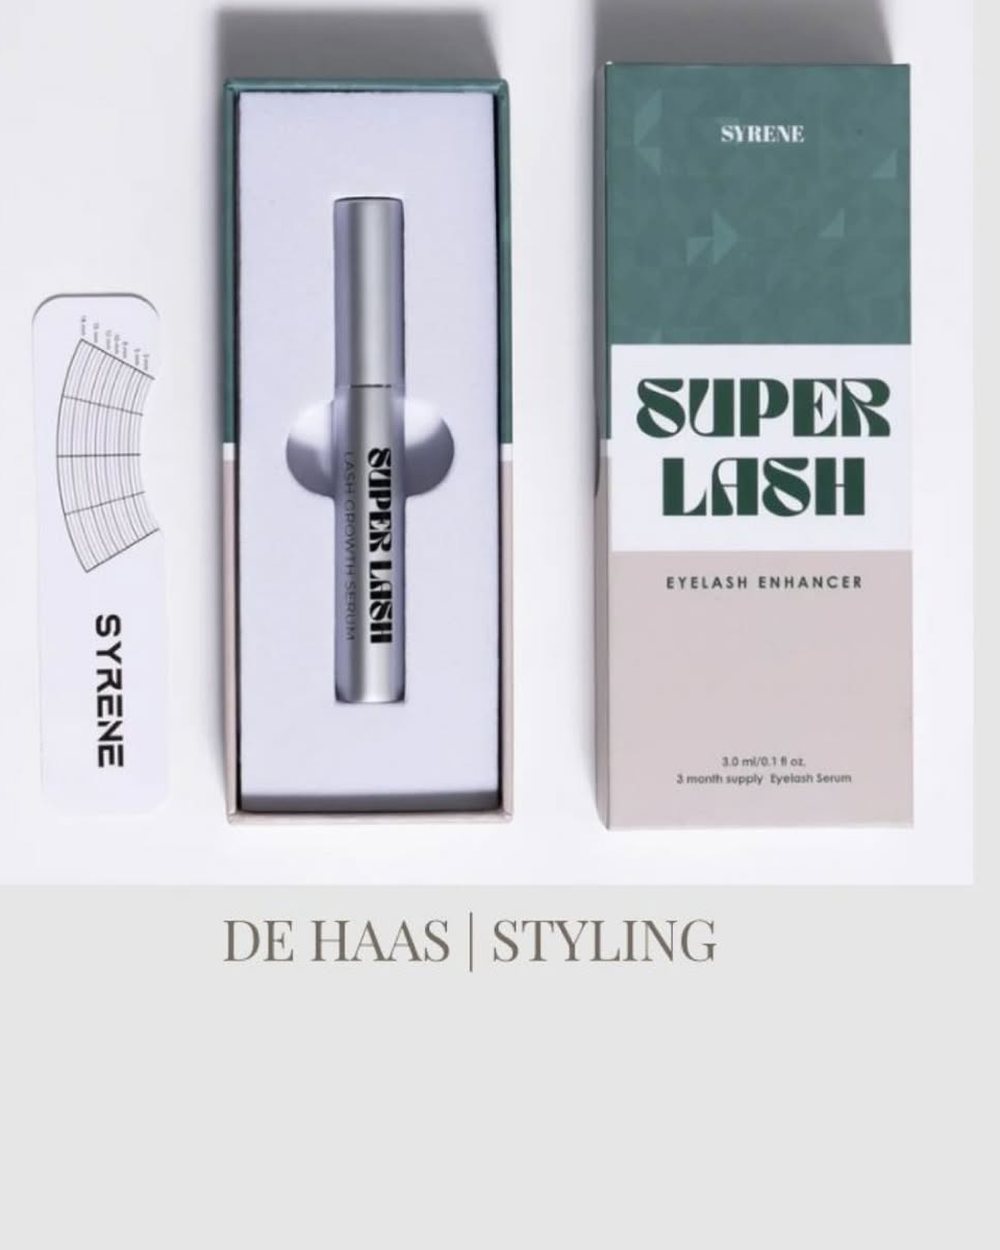 SYRENE
SUPER LASH
LASH GROWTH SERUM
SYRENE
SUPER
LASH
EYELASH ENHANCER
3.0 ml/0.1 fl oz.
3 month supply Eyelash Serum
DE HAAS | STYLING